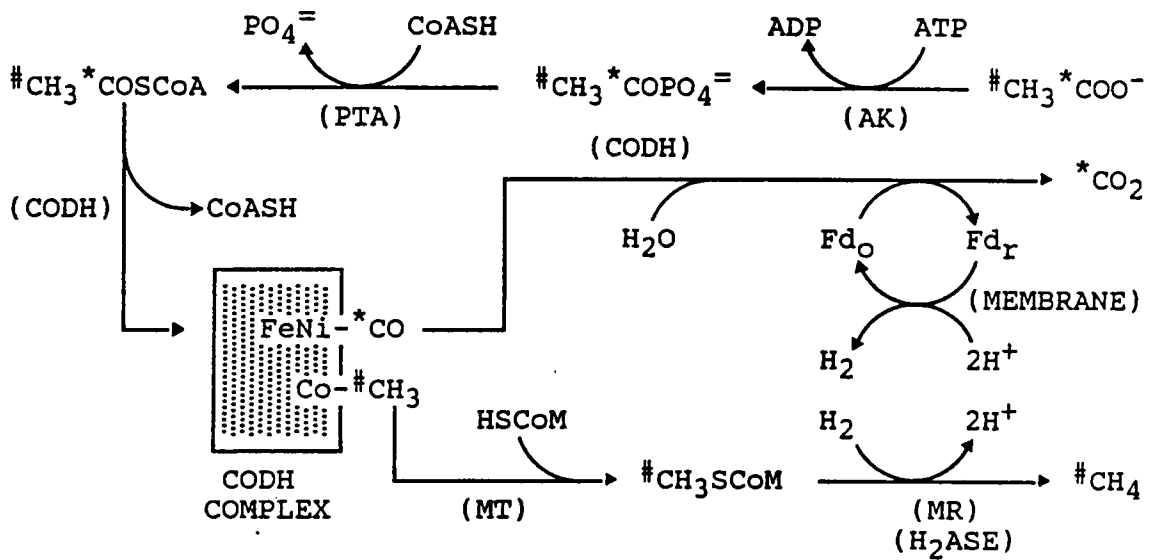 PO₄⁼ CoASH ADP ATP
#CH₃*COSCoA #CH₃*COPO₄⁼ #CH₃*COO⁻
(PTA) (AK)
(CODH)
*CO₂
(CODH) CoASH
H₂O Fdₒ Fdᵣ
(MEMBRANE)
FeNi-*CO
H₂ 2H⁺
Co-#CH₃
HSCoM H₂ 2H⁺
#CH₃SCoM #CH₄
CODH
COMPLEX
(MT) (MR)
(H₂ASE)